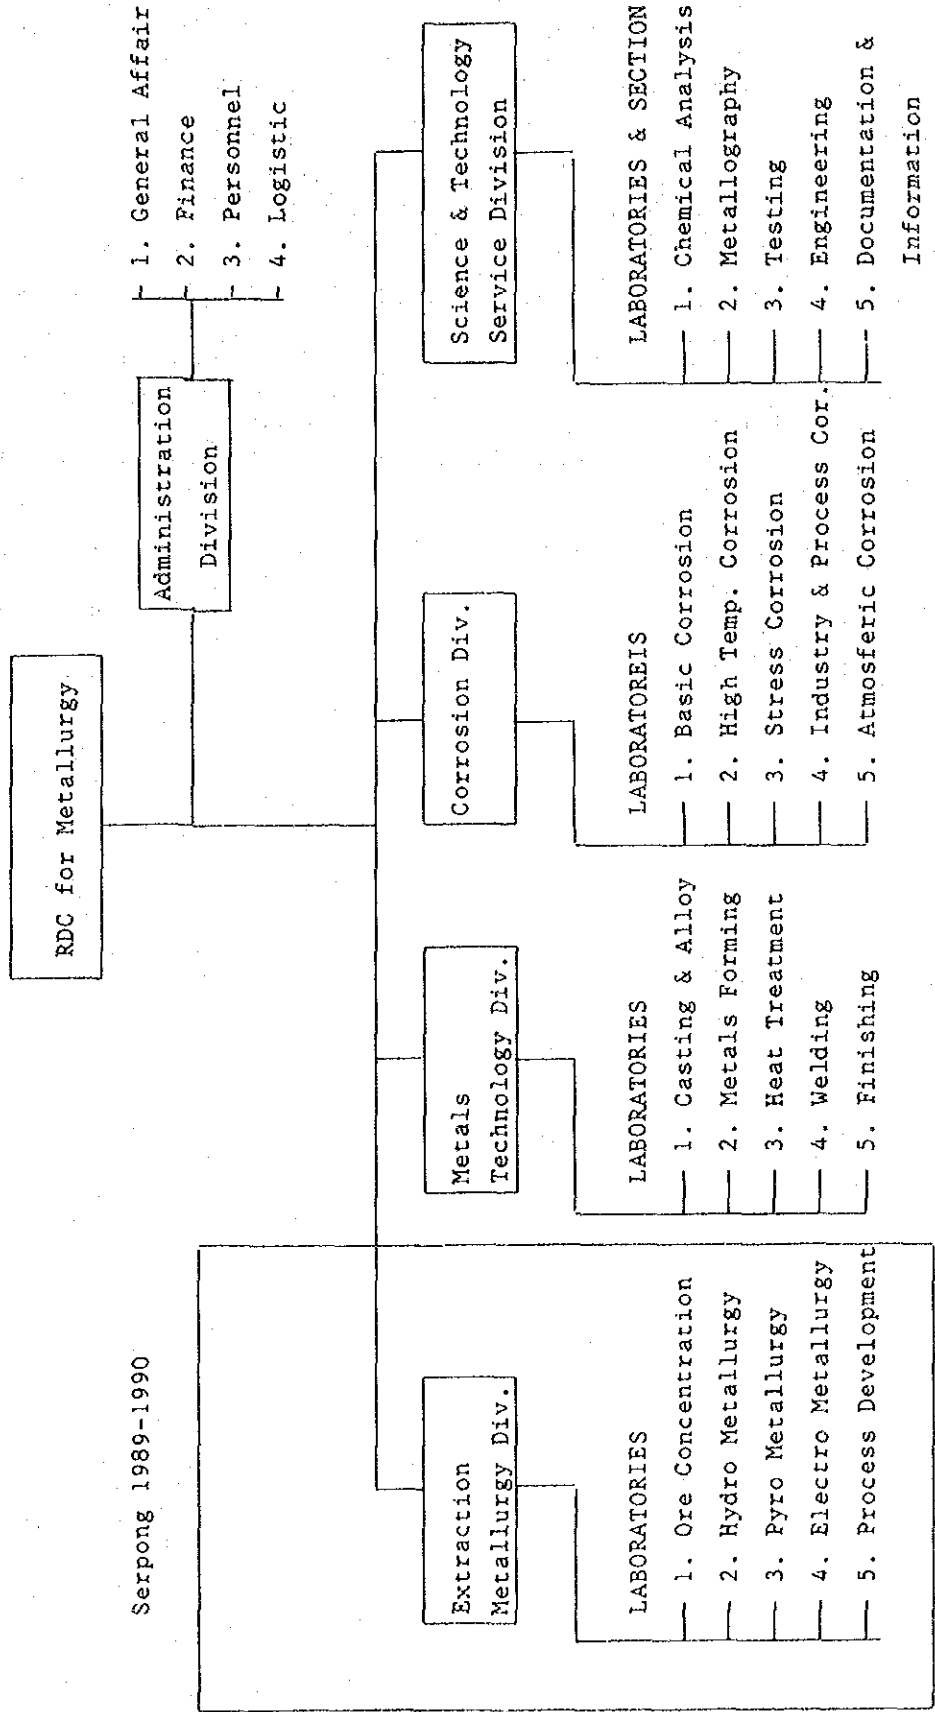 RDC for Metallurgy
Administration
Division
1. General Affair
2. Finance
3. Personnel
4. Logistic
Serpong 1989-1990
Extraction
Metallurgy Div.
LABORATORIES
1. Ore Concentration
2. Hydro Metallurgy
3. Pyro Metallurgy
4. Electro Metallurgy
5. Process Development
Metals
Technology Div.
LABORATORIES
1. Casting & Alloy
2. Metals Forming
3. Heat Treatment
4. Welding
5. Finishing
Corrosion Div.
LABORATOREIS
1. Basic Corrosion
2. High Temp. Corrosion
3. Stress Corrosion
4. Industry & Process Cor.
5. Atmosferic Corrosion
Science & Technology
Service Division
LABORATORIES & SECTION
1. Chemical Analysis
2. Metallography
3. Testing
4. Engineering
5. Documentation &
Information